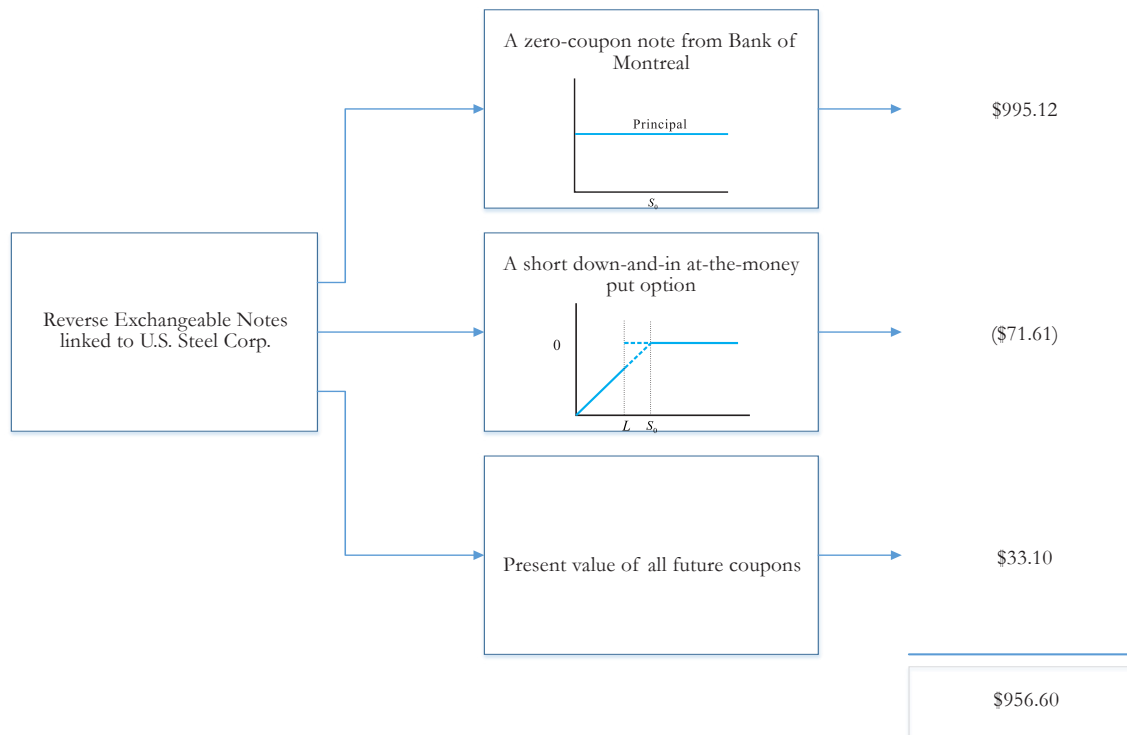 A zero-coupon note from Bank of
Montreal
Principal
S₀
$995.12
Reverse Exchangeable Notes
linked to U.S. Steel Corp.
A short down-and-in at-the-money
put option
0
L S₀
($71.61)
Present value of all future coupons
$33.10
$956.60